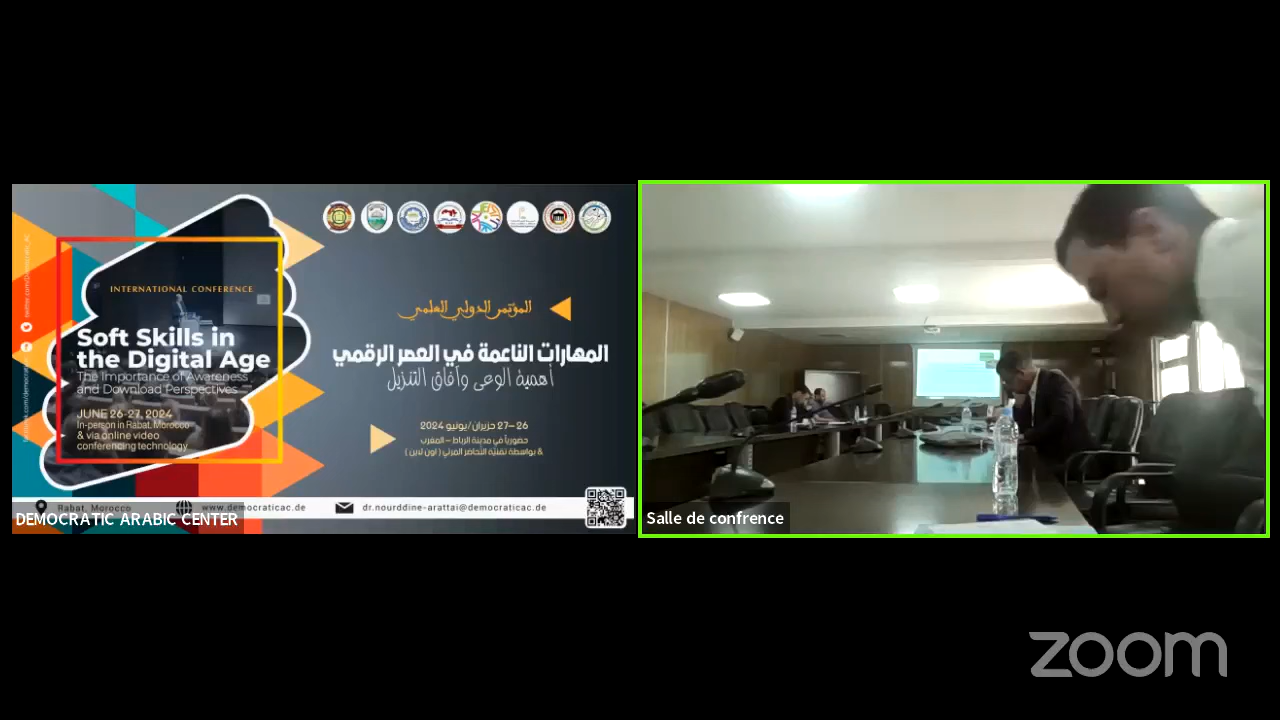 INTERNATIONAL CONFERENCE
Soft Skills in
the Digital Age
The Importance of Awareness
and Download Perspectives
JUNE 26-27, 2024
In-person in Rabat, Morocco
& via online video
conferencing technology
المؤتمر الدولي العلمي
المهارات الناعمة في العصر الرقمي
أهمية الوعي وآفاق التنزيل
26–27 حزيران/يونيو 2024
حضورياً في مدينة الرباط – المغرب
& بواسطة تقنية التحاضر المرئي ( اون لاين )
Rabat, Morocco
www.democraticac.de
dr.nourddine-arattai@democraticac.de
DEMOCRATIC ARABIC CENTER
Salle de confrence
zoom